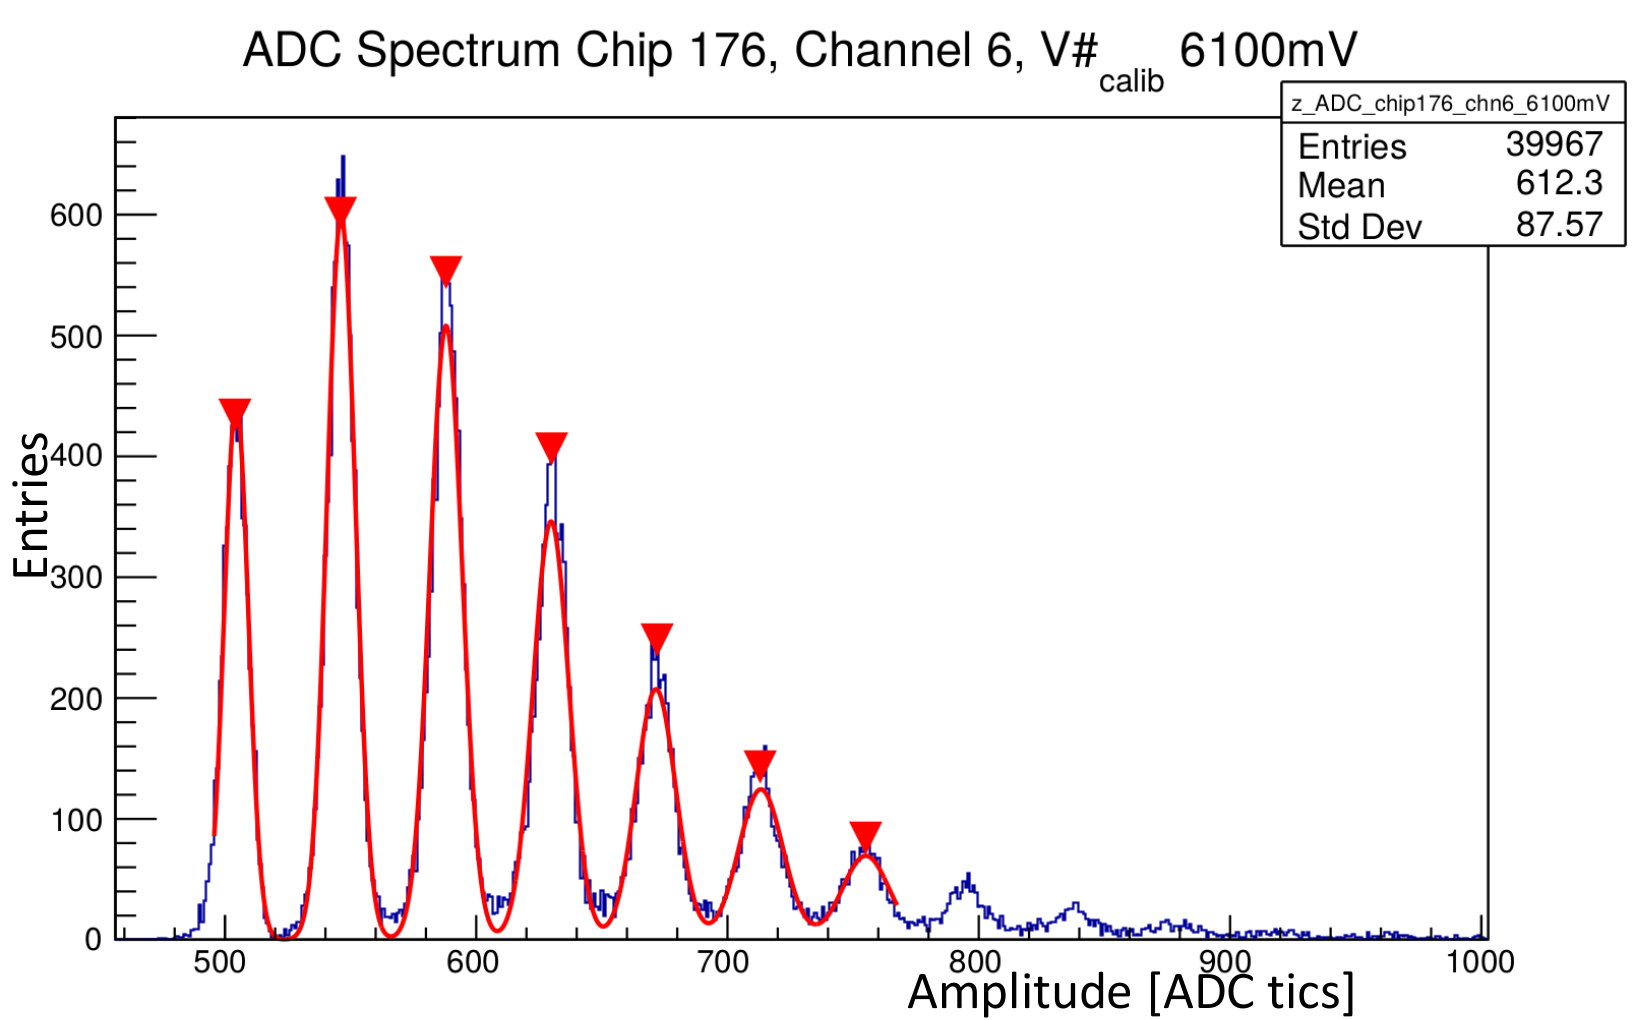 ADC Spectrum Chip 176, Channel 6, V#calib 6100mV
z_ADC_chip176_chn6_6100mV
Entries 39967
Mean 612.3
Std Dev 87.57
Entries
600
500
400
300
200
100
0
500 600 700 800 900 1000
Amplitude [ADC tics]